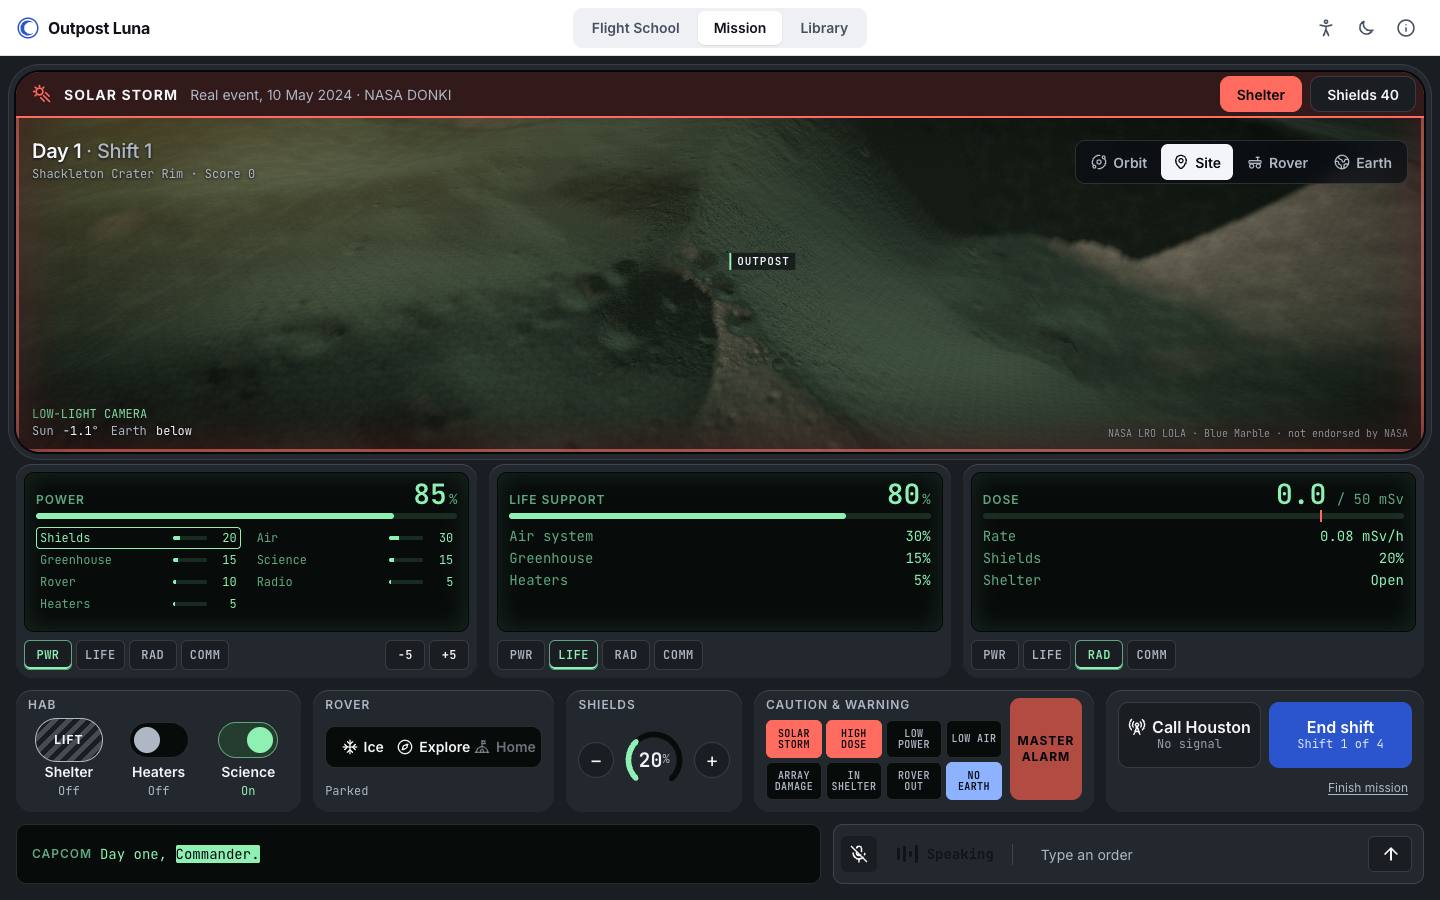 Outpost Luna
Flight School
Mission
Library
SOLAR STORM Real event, 10 May 2024 · NASA DONKI
Shelter
Shields 40
Day 1 · Shift 1
Shackleton Crater Rim · Score 0
Orbit
Site
Rover
Earth
OUTPOST
LOW-LIGHT CAMERA
Sun -1.1° Earth below
NASA LRO LOLA · Blue Marble · not endorsed by NASA
POWER 85%
Shields 20 Air 30
Greenhouse 15 Science 15
Rover 10 Radio 5
Heaters 5
PWR LIFE RAD COMM -5 +5
LIFE SUPPORT 80%
Air system 30%
Greenhouse 15%
Heaters 5%
PWR LIFE RAD COMM
DOSE 0.0 / 50 mSv
Rate 0.08 mSv/h
Shields 20%
Shelter Open
PWR LIFE RAD COMM
HAB
LIFT
Shelter Heaters Science
Off Off On
ROVER
Ice Explore Home
Parked
SHIELDS
− 20% +
CAUTION & WARNING
SOLAR STORM
HIGH DOSE
LOW POWER
LOW AIR
ARRAY DAMAGE
IN SHELTER
ROVER OUT
NO EARTH
MASTER ALARM
Call Houston
No signal
End shift
Shift 1 of 4
Finish mission
CAPCOM Day one, Commander.
Speaking
Type an order